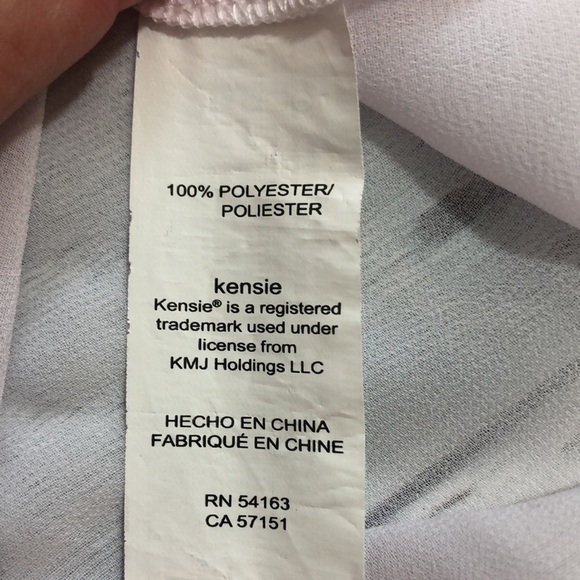 100% POLYESTER/
POLIESTER
kensie
Kensie® is a registered
trademark used under
license from
KMJ Holdings LLC
HECHO EN CHINA
FABRIQUÉ EN CHINE
RN 54163
CA 57151